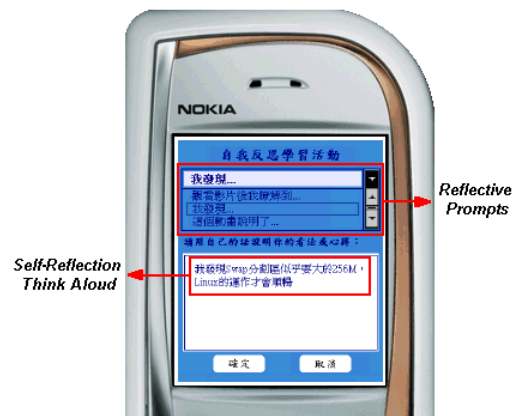 NOKIA
自我反思學習活動
我發現...
觀看影片後我瞭解到...
我發現...
這個動畫說明了...
請用自己的話說明你的看法或心得：
我發現Swap分割區似乎要大於256M，
Linux的運作才會順暢
確定
取消
Reflective
Prompts
Self-Reflection
Think Aloud